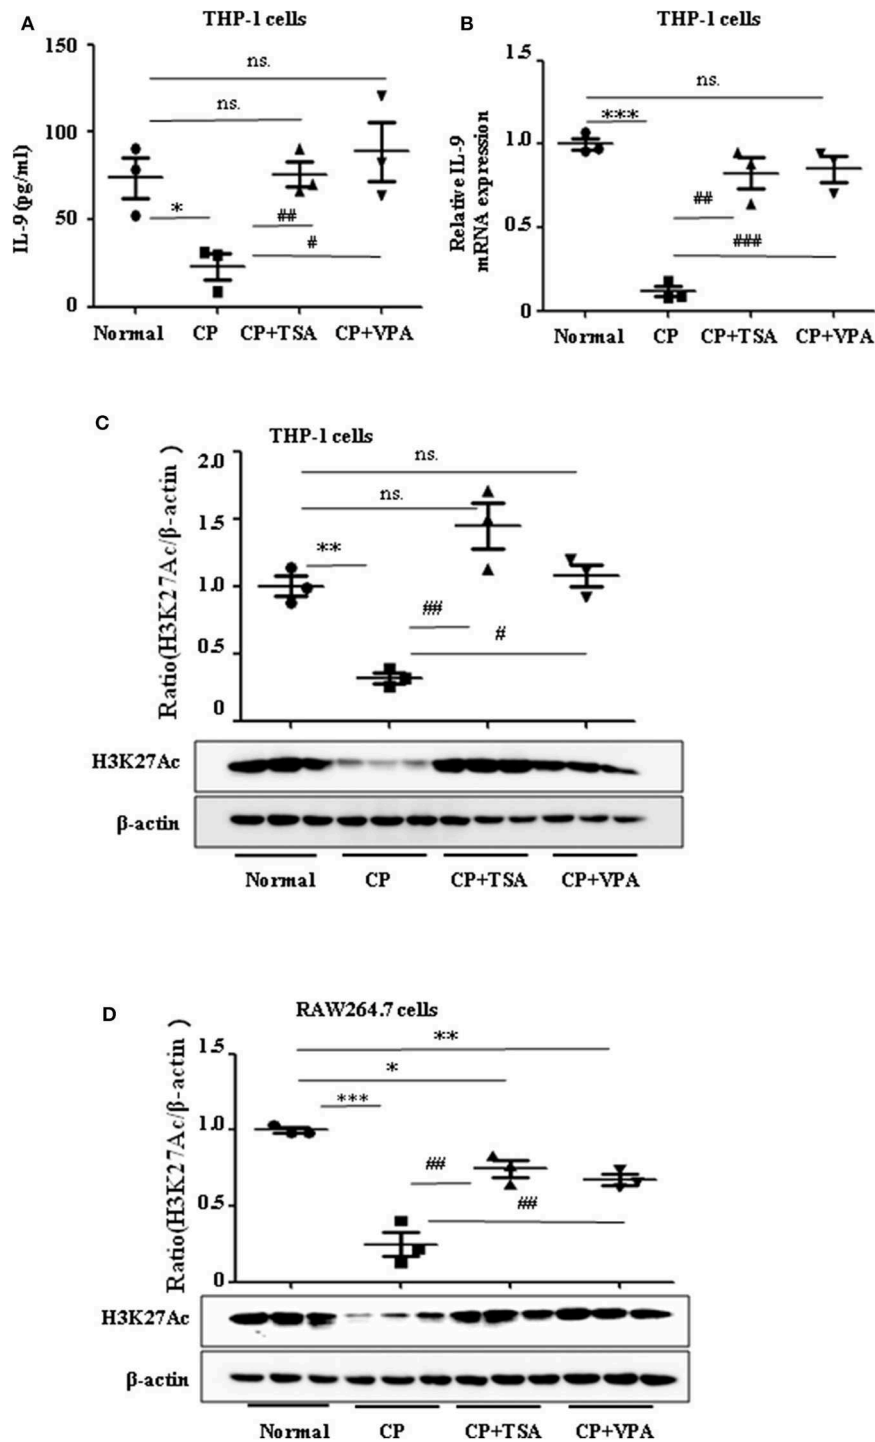 A
THP-1 cells
150
100
50
0
IL-9 (pg/ml)
ns.
ns.
*
##
#
Normal CP CP+TSA CP+VPA
B
THP-1 cells
1.5
1.0
0.5
0
Relative IL-9
mRNA expression
ns.
***
##
###
Normal CP CP+TSA CP+VPA
C
THP-1 cells
2.0
1.5
1.0
0.5
0
Ratio(H3K27Ac/β-actin )
ns.
ns.
**
##
#
H3K27Ac
β-actin
Normal CP CP+TSA CP+VPA
D
RAW264.7 cells
1.5
1.0
0.5
0
Ratio(H3K27Ac/β-actin )
**
*
***
##
##
H3K27Ac
β-actin
Normal CP CP+TSA CP+VPA